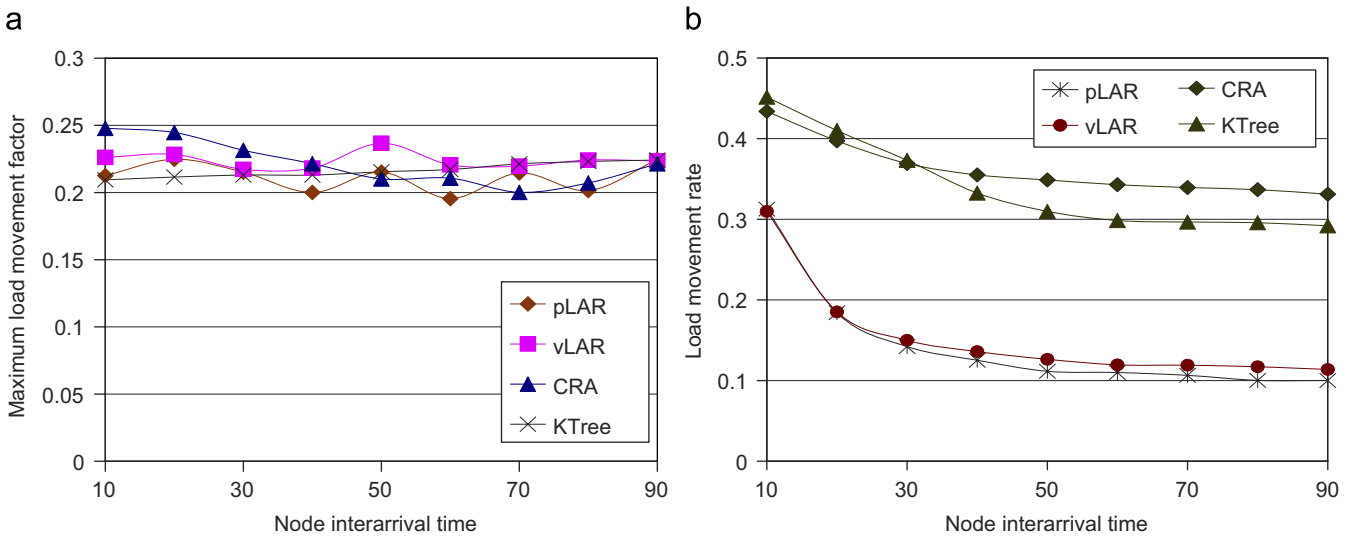 a
Maximum load movement factor
0.3
0.25
0.2
0.15
0.1
0.05
0
10
30
50
70
90
Node interarrival time
pLAR
vLAR
CRA
KTree
b
Load movement rate
0.5
0.4
0.3
0.2
0.1
0
10
30
50
70
90
Node interarrival time
pLAR
CRA
vLAR
KTree